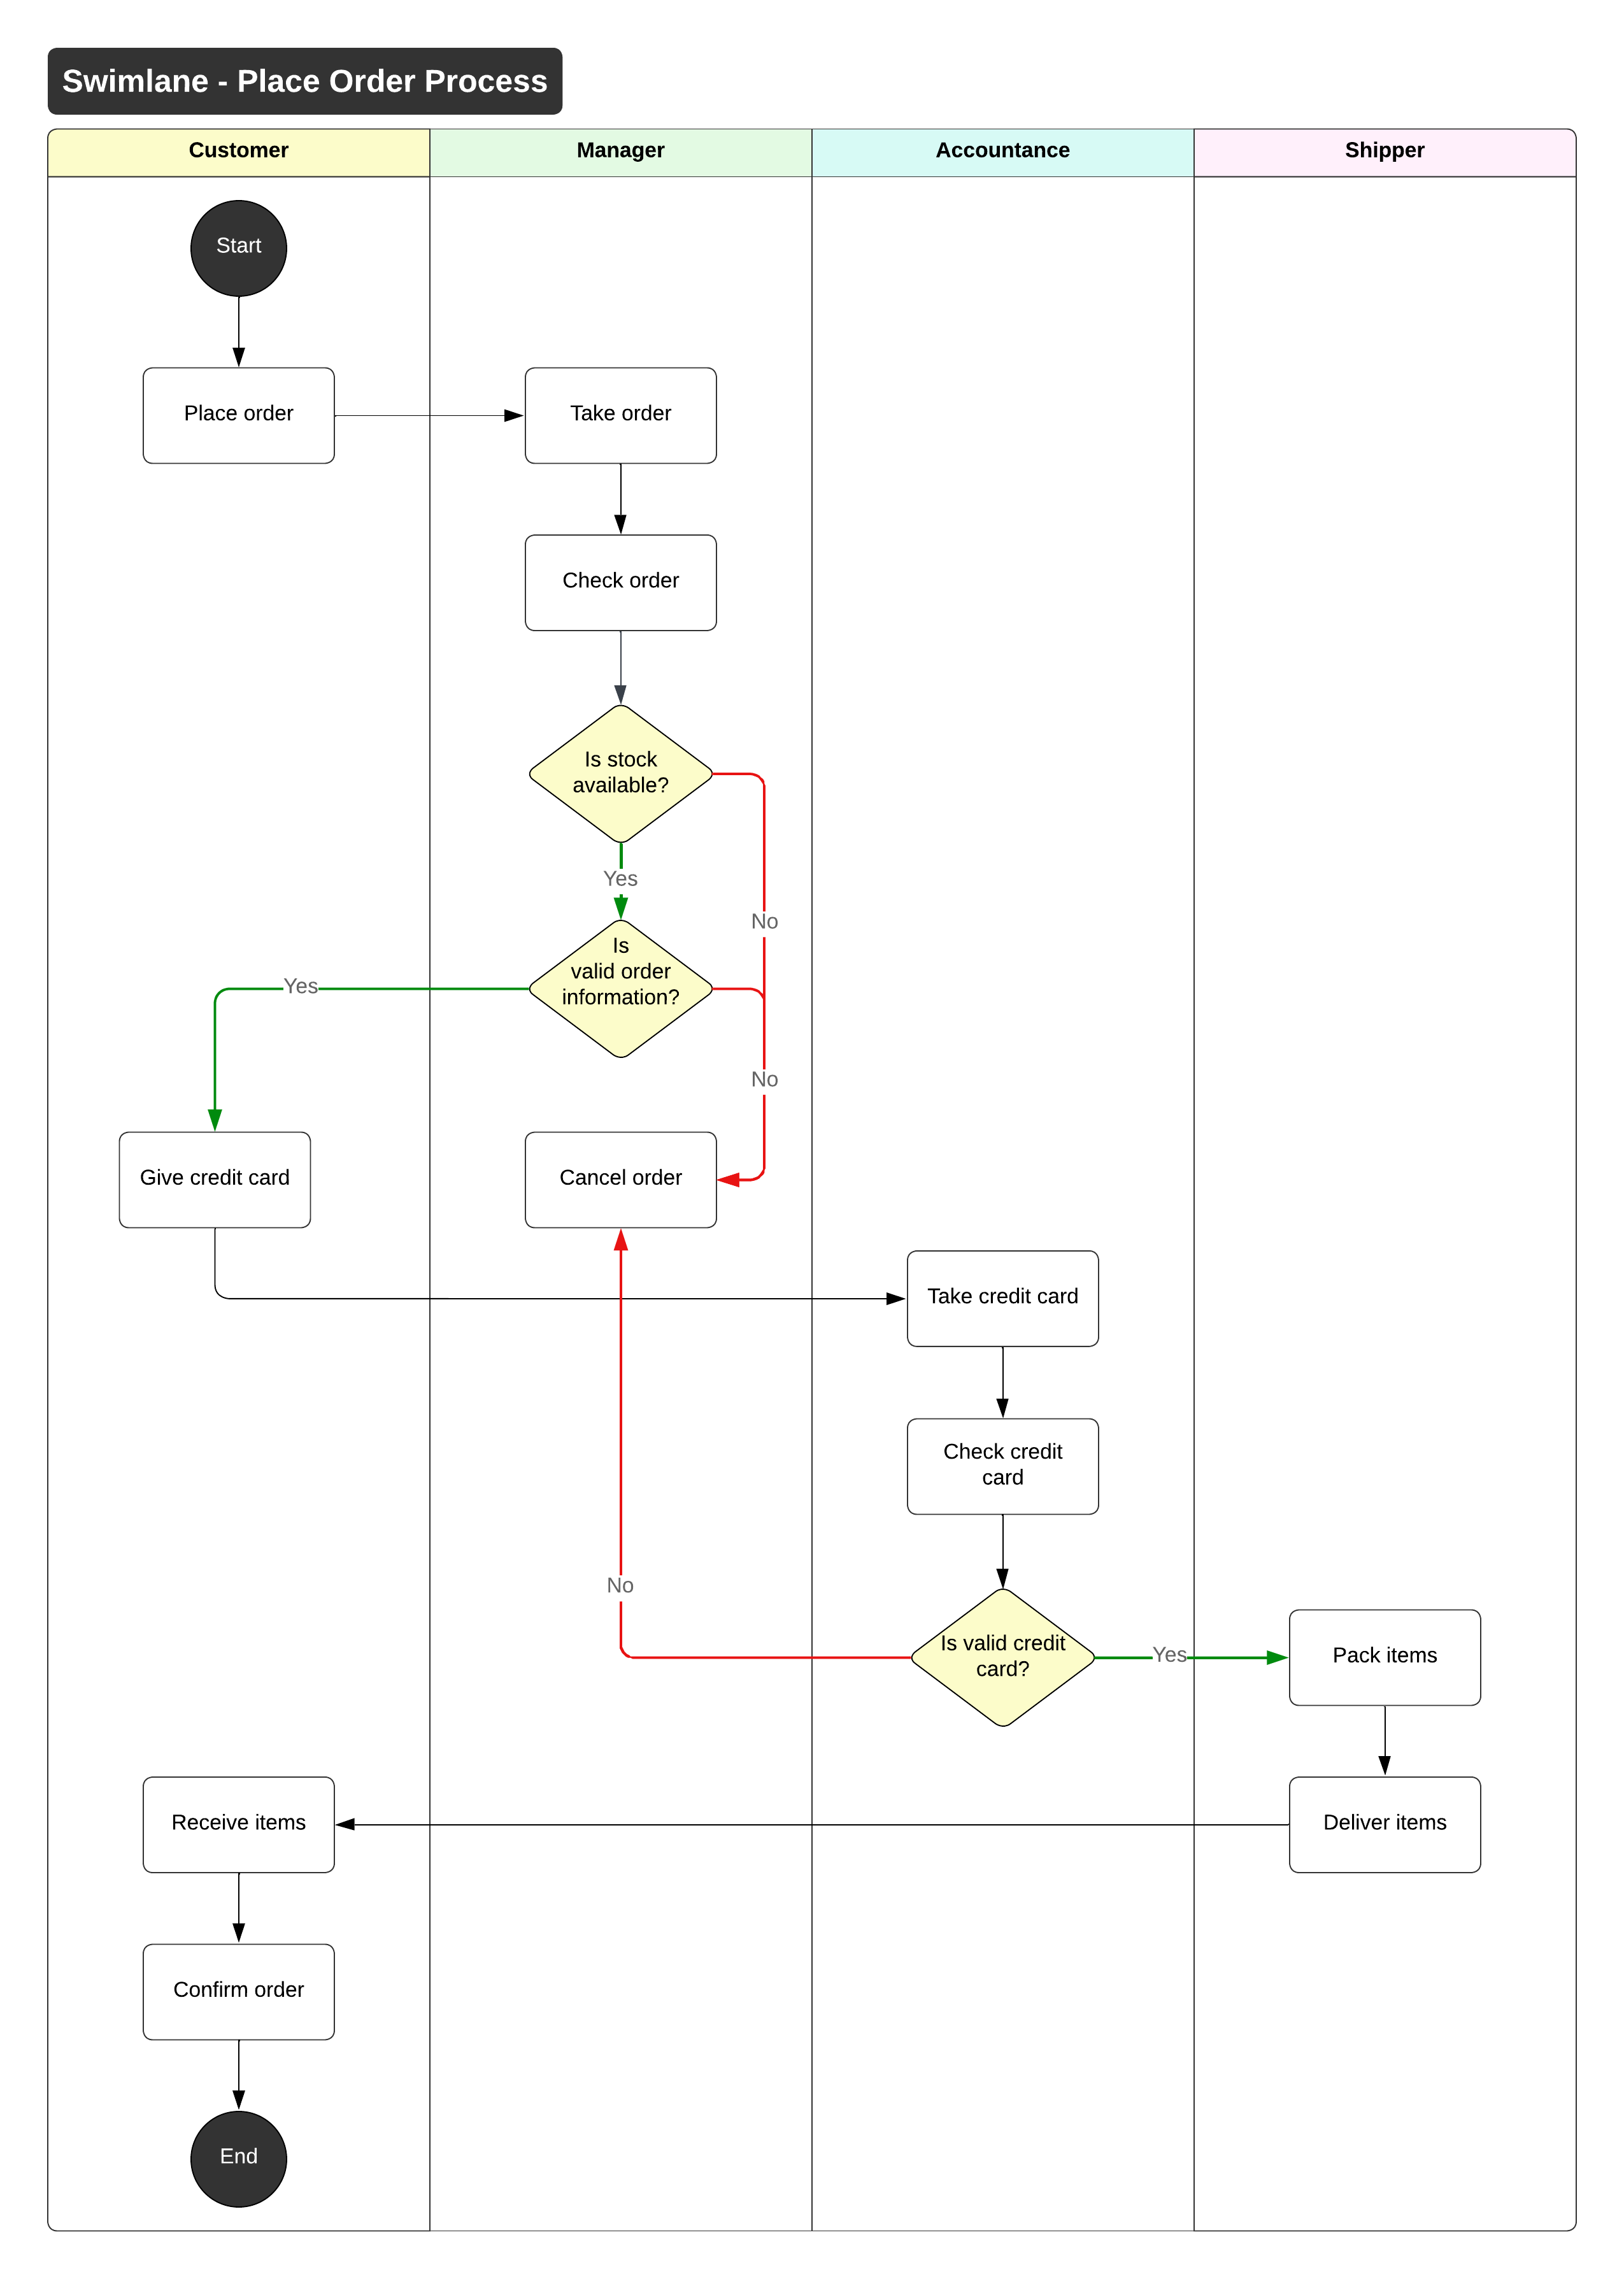 Swimlane - Place Order Process
Customer
Manager
Accountance
Shipper
Start
Place order
Take order
Check order
Is stock
available?
Yes
No
Is
valid order
information?
Yes
No
Give credit card
Cancel order
Take credit card
Check credit
card
No
Is valid credit
card?
Yes
Pack items
Receive items
Deliver items
Confirm order
End